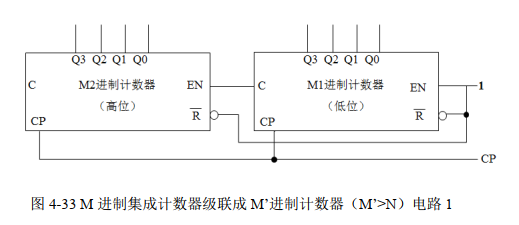 Q3 Q2 Q1 Q0
Q3 Q2 Q1 Q0
C M2进制计数器 EN
C M1进制计数器 EN 1
（高位） R
（低位） R
CP
CP
CP
图 4-33 M 进制集成计数器级联成 M’进制计数器（M’>N）电路 1